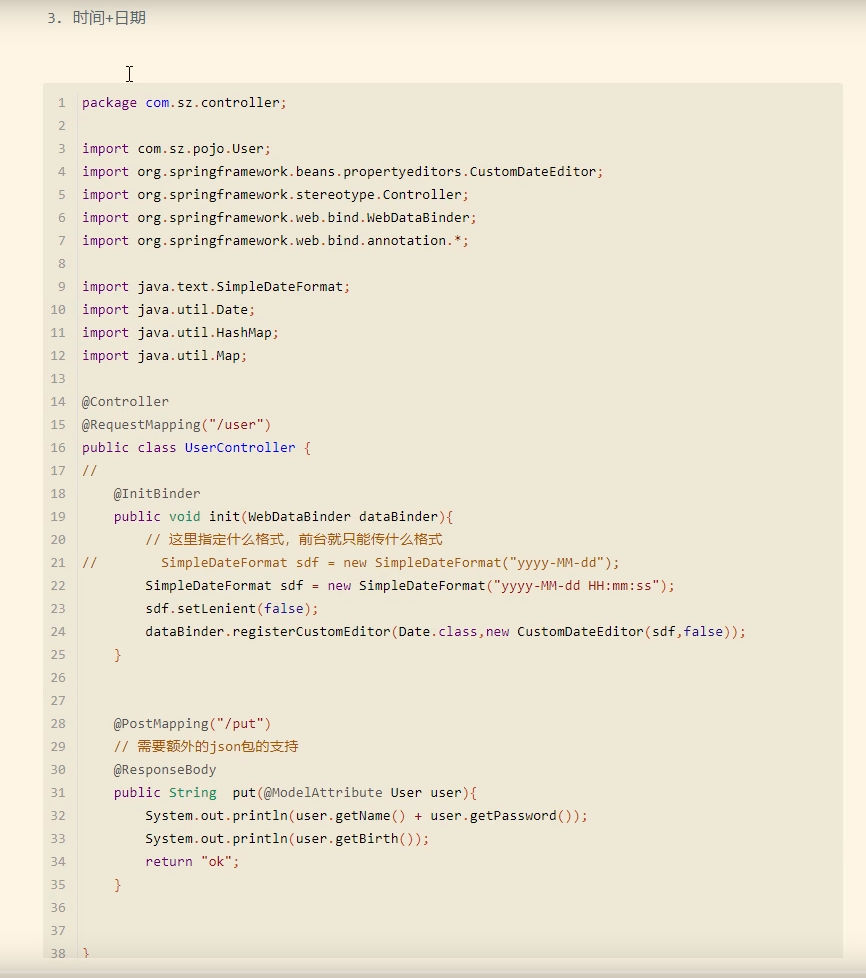 3. 时间+日期
1 package com.sz.controller;
2
3 import com.sz.pojo.User;
4 import org.springframework.beans.propertyeditors.CustomDateEditor;
5 import org.springframework.stereotype.Controller;
6 import org.springframework.web.bind.WebDataBinder;
7 import org.springframework.web.bind.annotation.*;
8
9 import java.text.SimpleDateFormat;
10 import java.util.Date;
11 import java.util.HashMap;
12 import java.util.Map;
13
14 @Controller
15 @RequestMapping("/user")
16 public class UserController {
17 //
18     @InitBinder
19     public void init(WebDataBinder dataBinder){
20         // 这里指定什么格式，前台就只能传什么格式
21 //        SimpleDateFormat sdf = new SimpleDateFormat("yyyy-MM-dd");
22         SimpleDateFormat sdf = new SimpleDateFormat("yyyy-MM-dd HH:mm:ss");
23         sdf.setLenient(false);
24         dataBinder.registerCustomEditor(Date.class,new CustomDateEditor(sdf,false));
25     }
26
27
28     @PostMapping("/put")
29     // 需要额外的json包的支持
30     @ResponseBody
31     public String  put(@ModelAttribute User user){
32         System.out.println(user.getName() + user.getPassword());
33         System.out.println(user.getBirth());
34         return "ok";
35     }
36
37
38 }